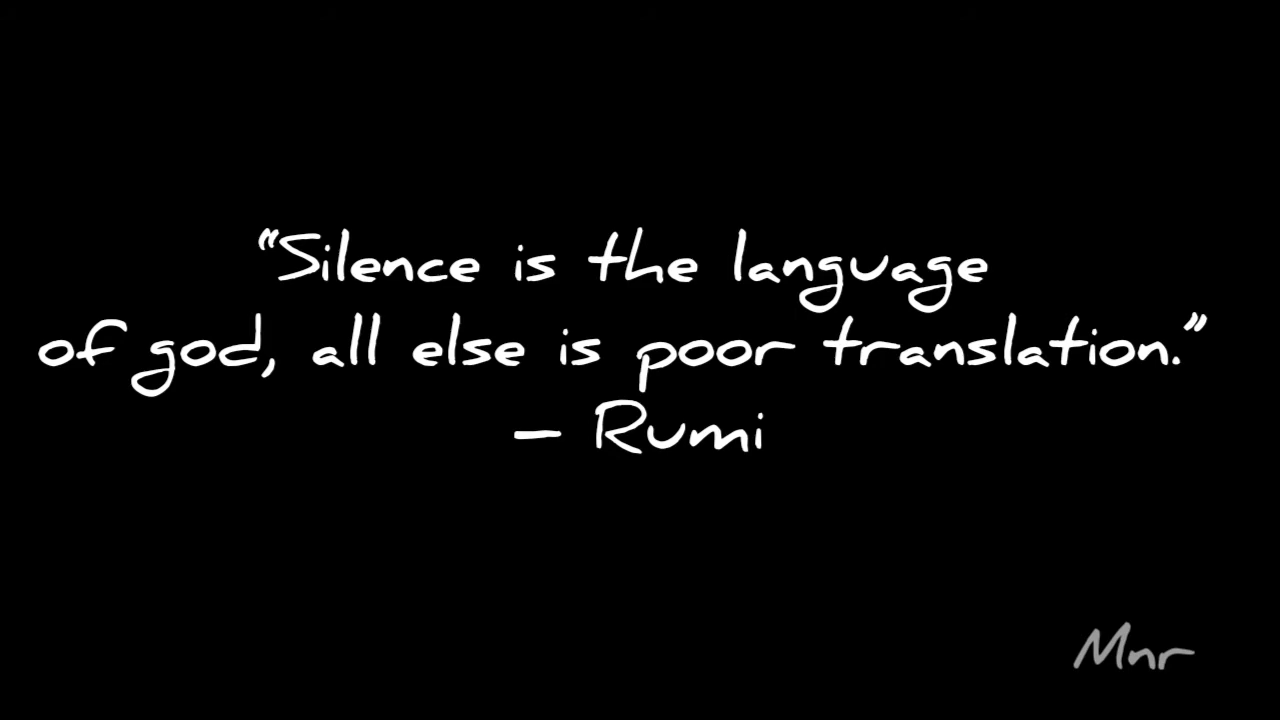 “Silence is the language
of god, all else is poor translation.”
– Rumi
Mnr